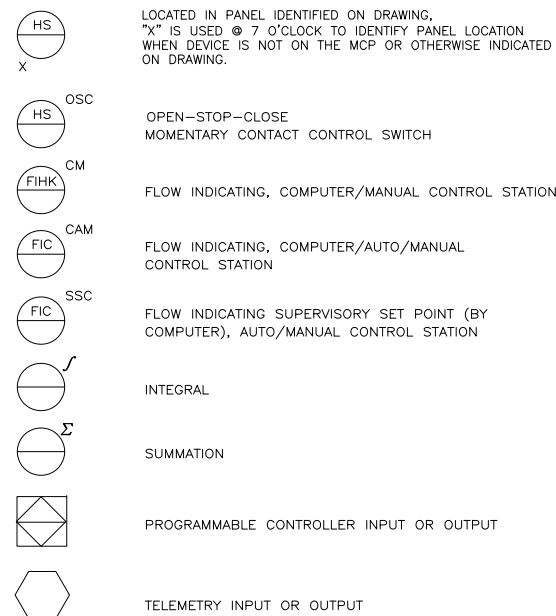 HS
X
LOCATED IN PANEL IDENTIFIED ON DRAWING,
"X" IS USED @ 7 O'CLOCK TO IDENTIFY PANEL LOCATION
WHEN DEVICE IS NOT ON THE MCP OR OTHERWISE INDICATED
ON DRAWING.
HS
OSC
OPEN-STOP-CLOSE
MOMENTARY CONTACT CONTROL SWITCH
FIHK
CM
FLOW INDICATING, COMPUTER/MANUAL CONTROL STATION
FIC
CAM
FLOW INDICATING, COMPUTER/AUTO/MANUAL
CONTROL STATION
FIC
SSC
FLOW INDICATING SUPERVISORY SET POINT (BY
COMPUTER), AUTO/MANUAL CONTROL STATION
∫
INTEGRAL
Σ
SUMMATION
PROGRAMMABLE CONTROLLER INPUT OR OUTPUT
TELEMETRY INPUT OR OUTPUT